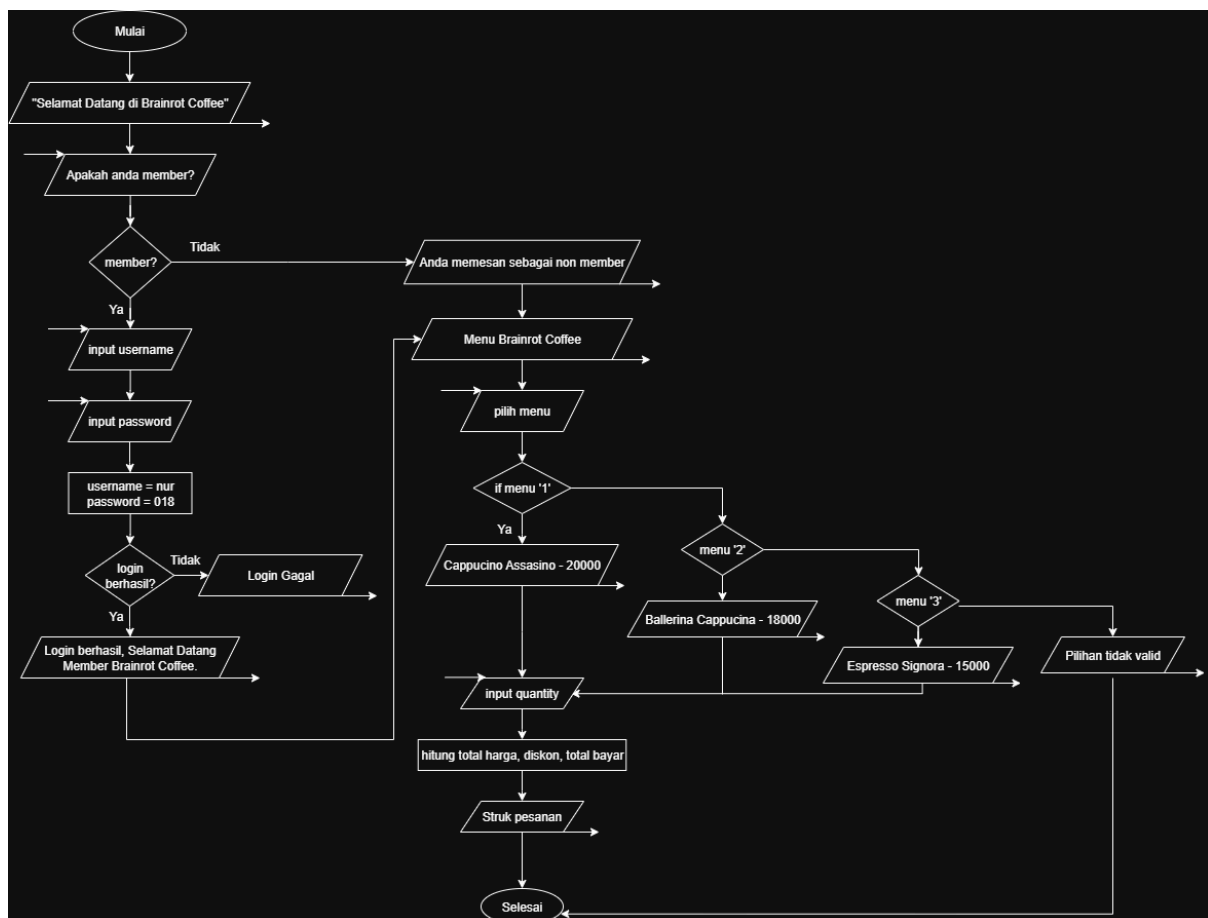 Mulai
"Selamat Datang di Brainrot Coffee"
Apakah anda member?
member?
Tidak
Anda memesan sebagai non member
Ya
input username
input password
username = nur
password = 018
login
berhasil?
Tidak
Login Gagal
Ya
Login berhasil, Selamat Datang
Member Brainrot Coffee.
Menu Brainrot Coffee
pilih menu
if menu '1'
Ya
Cappucino Assasino - 20000
menu '2'
Ballerina Cappucina - 18000
menu '3'
Espresso Signora - 15000
Pilihan tidak valid
input quantity
hitung total harga, diskon, total bayar
Struk pesanan
Selesai